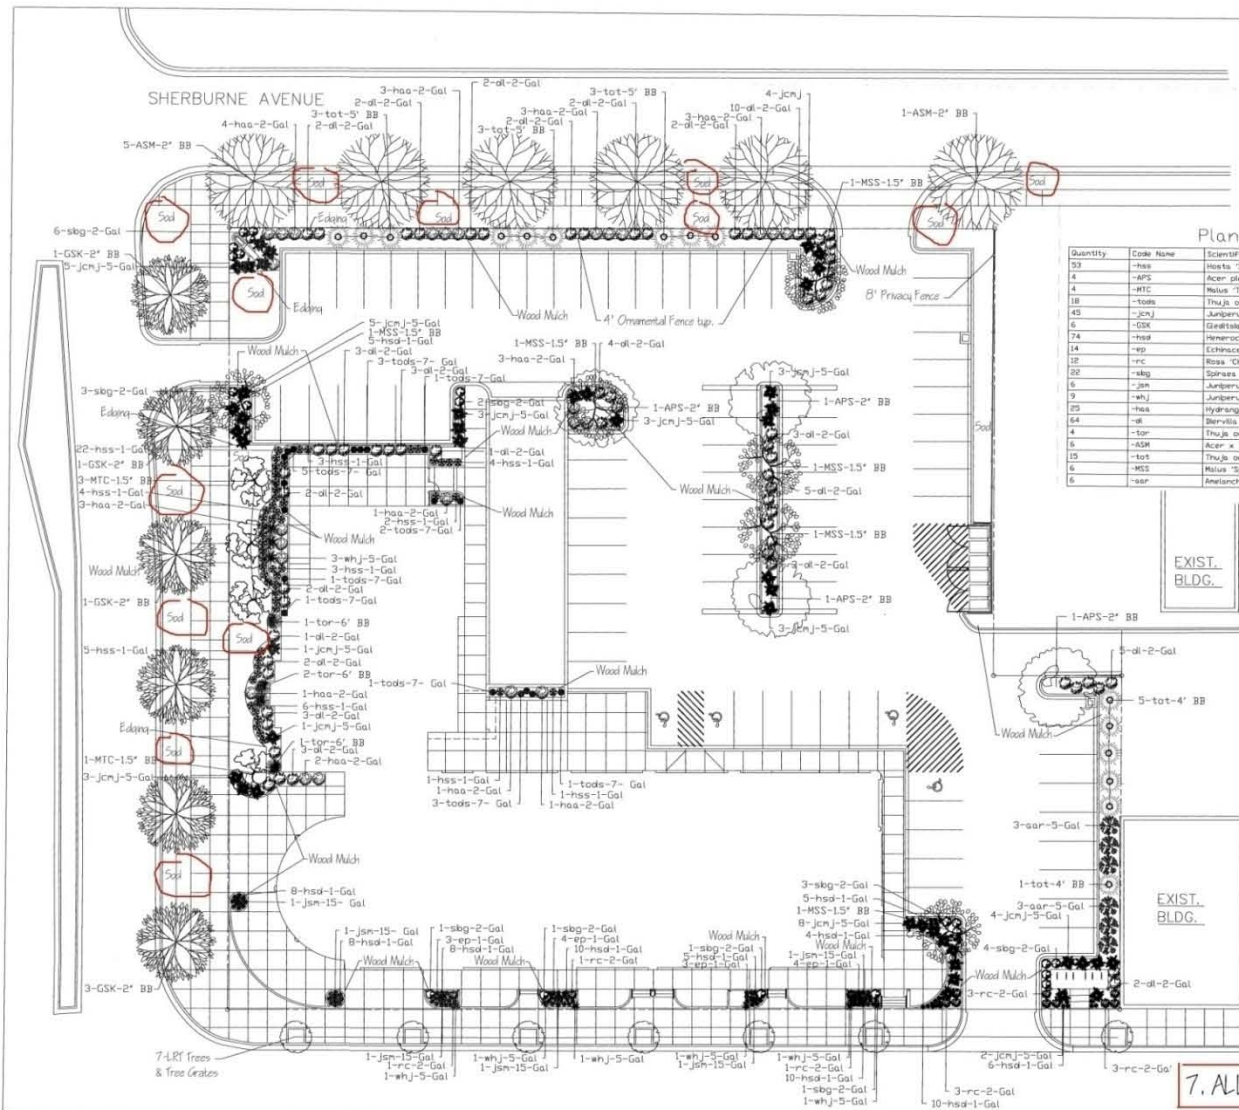 SHERBURNE AVENUE
2-dl-2-Gal
3-haa-2-Gal
2-dl-2-Gal
3-tot-5' BB
4-haa-2-Gal
3-tot-5' BB
2-dl-2-Gal
2-dl-2-Gal
3-haa-2-Gal
2-dl-2-Gal
3-tot-5' BB
4-jcmj
10-dl-2-Gal
3-haa-2-Gal
2-dl-2-Gal
1-ASM-2" BB
5-ASM-2" BB
Sod
Sod
Sod
Sod
Sod
Sod
Sod
1-MSS-1.5" BB
Edging
6-sbg-2-Gal
1-GSK-2" BB
5-jcmj-5-Gal
Sod
Edging
Wood Mulch
4' Ornamental Fence typ.
Wood Mulch
8' Privacy Fence
Plan
Quantity Code Name Scientif
53 -hss Hosta
4 -APS Acer pl
4 -MTC Malus
18 -tods Thuja o
45 -jcmj Juniperu
6 -GSK Gleditsia
74 -hsd Hemeroc
14 -ep Echinace
12 -rc Rosa
22 -sbg Spiraea
6 -jsm Juniperu
9 -whj Juniperu
25 -haa Hydrang
64 -dl Diervilla
4 -tor Thuja oc
6 -ASM Acer x
15 -tot Thuja oc
6 -MSS Malus
6 -aar Amelanch
5-jcmj-5-Gal
1-MSS-1.5" BB
5-hsd-1-Gal
Wood Mulch
3-dl-2-Gal
3-tods-7- Gal
3-dl-2-Gal
1-tods-7-Gal
1-MSS-1.5" BB
4-dl-2-Gal
3-haa-2-Gal
3-jcmj-5-Gal
3-sbg-2-Gal
Edging
2-sbg-2-Gal
3-jcmj-5-Gal
Wood Mulch
1-APS-2" BB
3-jcmj-5-Gal
1-APS-2" BB
Sod
22-hss-1-Gal
1-GSK-2" BB
3-MTC-1.5" BB
4-hss-1-Gal
3-haa-2-Gal
Sod
Sod
3-hss-1-Gal
5-tods-7- Gal
2-dl-2-Gal
1-dl-2-Gal
4-hss-1-Gal
3-dl-2-Gal
1-MSS-1.5" BB
Wood Mulch
5-dl-2-Gal
1-haa-2-Gal
2-hss-1-Gal
2-tods-7-Gal
Wood Mulch
Wood Mulch
1-MSS-1.5" BB
Wood Mulch
3-whj-5-Gal
3-hss-1-Gal
1-tods-7-Gal
2-dl-2-Gal
1-tods-7-Gal
3-dl-2-Gal
EXIST.
BLDG.
1-GSK-2" BB
1-APS-2" BB
Sod
Sod
1-tor-6' BB
1-dl-2-Gal
1-jcmj-5-Gal
3-jcmj-5-Gal
1-APS-2" BB
5-hss-1-Gal
2-dl-2-Gal
2-tor-6' BB
Wood Mulch
5-dl-2-Gal
1-tods-7- Gal
1-haa-2-Gal
6-hss-1-Gal
3-dl-2-Gal
1-jcmj-5-Gal
5-tot-4' BB
Edging
Wood Mulch
Sod
1-tor-6' BB
3-dl-2-Gal
2-haa-2-Gal
1-MTC-1.5" BB
3-jcmj-5-Gal
1-hss-1-Gal
1-haa-2-Gal
3-tods-7- Gal
1-tods-7- Gal
1-hss-1-Gal
1-haa-2-Gal
3-aar-5-Gal
Wood Mulch
Sod
8-hsd-1-Gal
1-jsm-15- Gal
3-sbg-2-Gal
5-hsd-1-Gal
1-MSS-1.5" BB
8-jcmj-5-Gal
4-hsd-1-Gal
1-tot-4' BB
3-aar-5-Gal
4-jcmj-5-Gal
EXIST.
BLDG.
1-jsm-15- Gal
8-hsd-1-Gal
Wood Mulch
1-sbg-2-Gal
3-ep-1-Gal
8-hsd-1-Gal
Wood Mulch
1-sbg-2-Gal
4-ep-1-Gal
10-hsd-1-Gal
1-rc-2-Gal
Wood Mulch
1-sbg-2-Gal
5-hsd-1-Gal
3-ep-1-Gal
Wood Mulch
1-jsm-15-Gal
4-ep-1-Gal
4-sbg-2-Gal
Wood Mulch
3-rc-2-Gal
2-dl-2-Gal
3-GSK-2" BB
7-LRT Trees
& Tree Grates
1-jsm-15-Gal
1-rc-2-Gal
1-whj-5-Gal
1-whj-5-Gal
1-jsm-15-Gal
1-whj-5-Gal
1-whj-5-Gal
1-jsm-15-Gal
1-whj-5-Gal
1-rc-2-Gal
10-hsd-1-Gal
1-sbg-2-Gal
1-whj-5-Gal
3-rc-2-Gal
10-hsd-1-Gal
2-jcmj-5-Gal
6-hsd-1-Gal
3-rc-2-Ga
7. ALL